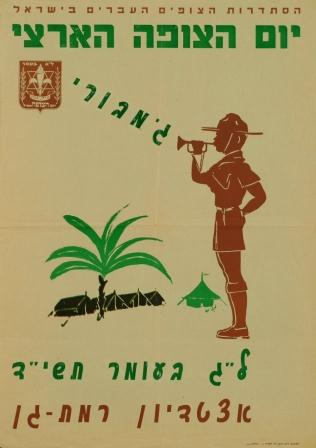 הסתדרות הצופים העברים בישראל
יום הצופה הארצי
ג'מבורי
ל"ג בעומר תשי"ד
אצטדיון רמת-גן